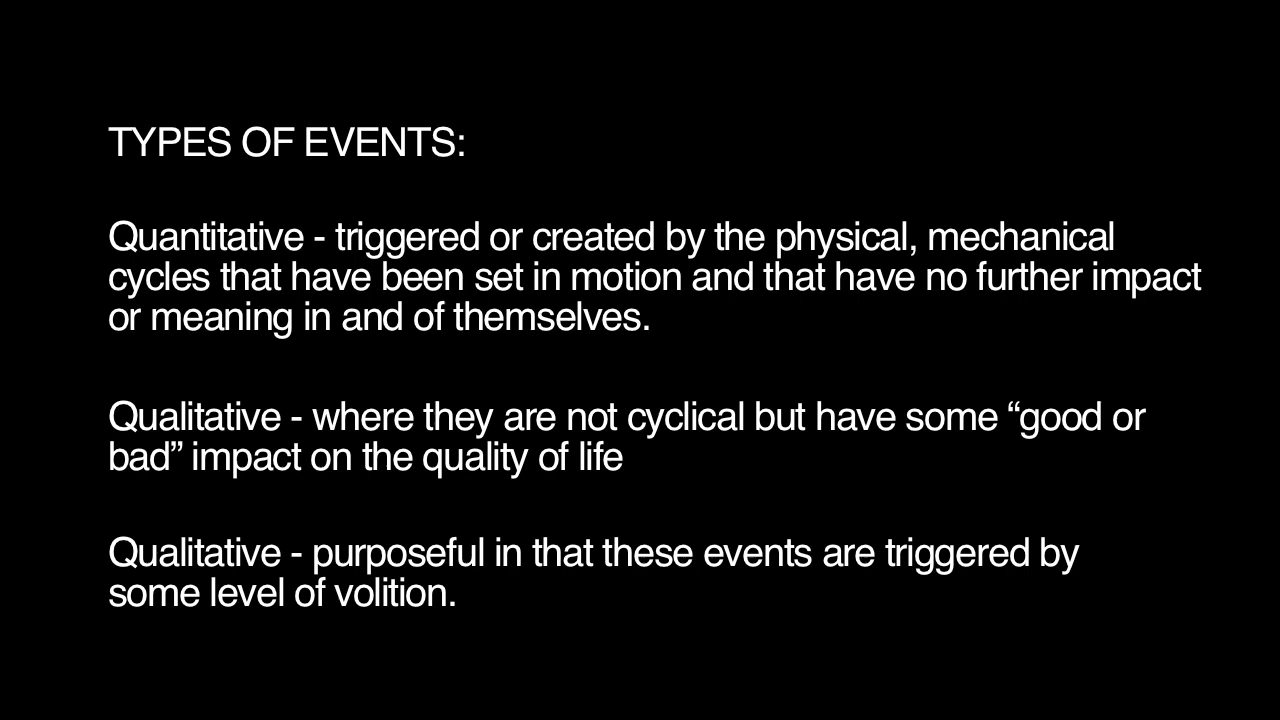 TYPES OF EVENTS:
Quantitative - triggered or created by the physical, mechanical
cycles that have been set in motion and that have no further impact
or meaning in and of themselves.
Qualitative - where they are not cyclical but have some “good or
bad” impact on the quality of life
Qualitative - purposeful in that these events are triggered by
some level of volition.